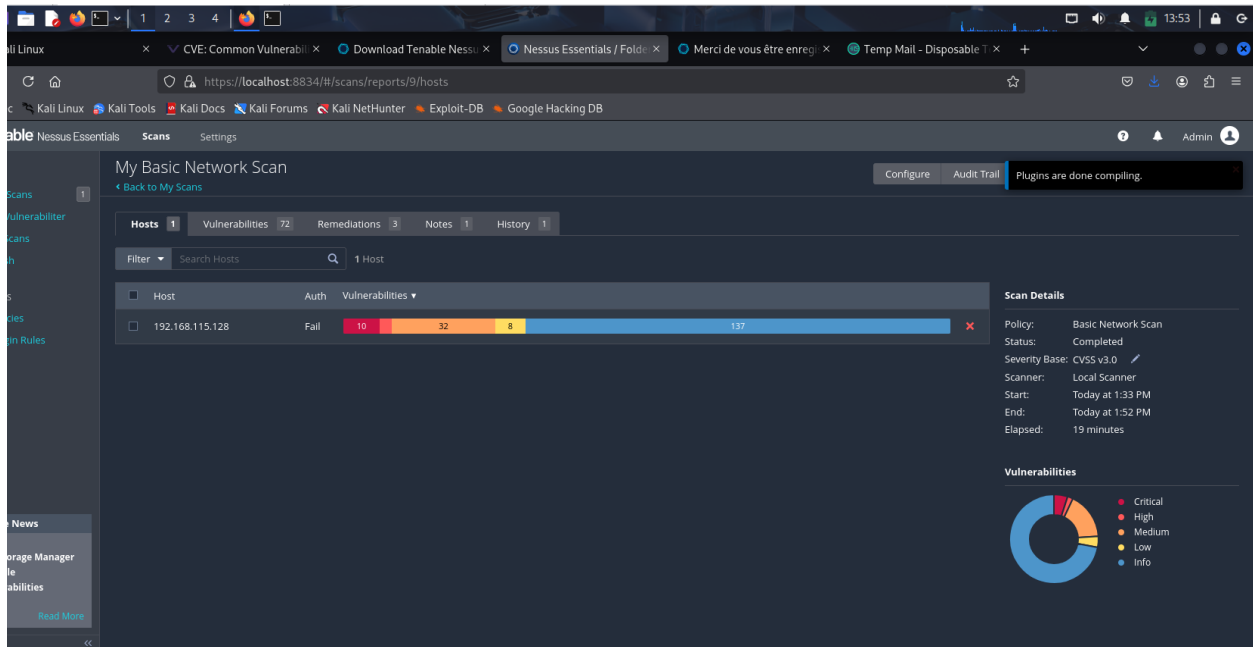 1 2 3 4 13:53
ali Linux CVE: Common Vulnerabili Download Tenable Nessu Nessus Essentials / Folde Merci de vous être enregi Temp Mail - Disposable T
https://localhost:8834/#/scans/reports/9/hosts
c Kali Linux Kali Tools Kali Docs Kali Forums Kali NetHunter Exploit-DB Google Hacking DB
able Nessus Essentials Scans Settings Admin
My Basic Network Scan
Configure Audit Trail Plugins are done compiling.
Back to My Scans
Scans 1
Vulnerabiliter
cans
h
s
cies
gin Rules
Hosts 1 Vulnerabilities 72 Remediations 3 Notes 1 History 1
Filter Search Hosts 1 Host
Host Auth Vulnerabilities
192.168.115.128 Fail 10 32 8 137
Scan Details
Policy: Basic Network Scan
Status: Completed
Severity Base: CVSS v3.0
Scanner: Local Scanner
Start: Today at 1:33 PM
End: Today at 1:52 PM
Elapsed: 19 minutes
Vulnerabilities
Critical
High
Medium
Low
Info
e News
orage Manager
le
abilities
Read More